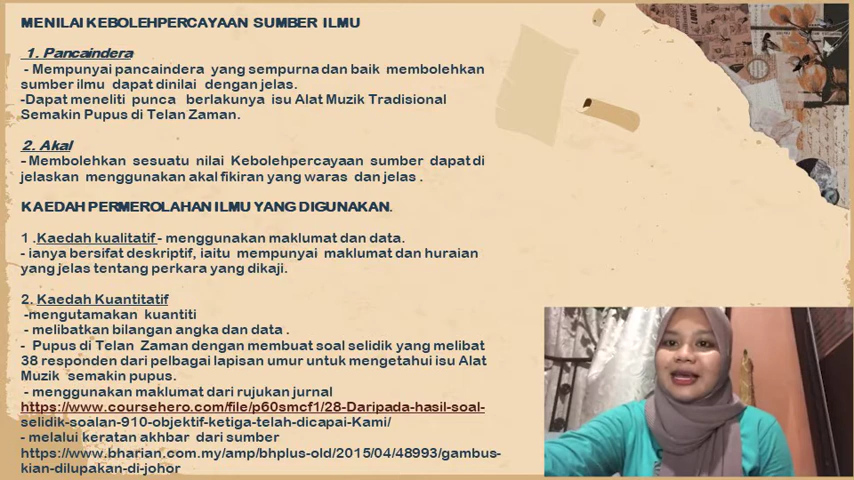 MENILAI KEBOLEHPERCAYAAN SUMBER ILMU
1. Pancaindera
- Mempunyai pancaindera yang sempurna dan baik membolehkan
sumber ilmu dapat dinilai dengan jelas.
-Dapat meneliti punca berlakunya isu Alat Muzik Tradisional
Semakin Pupus di Telan Zaman.
2. Akal
- Membolehkan sesuatu nilai Kebolehpercayaan sumber dapat di
jelaskan menggunakan akal fikiran yang waras dan jelas .
KAEDAH PERMEROLAHAN ILMU YANG DIGUNAKAN.
1 .Kaedah kualitatif - menggunakan maklumat dan data.
- ianya bersifat deskriptif, iaitu mempunyai maklumat dan huraian
yang jelas tentang perkara yang dikaji.
2. Kaedah Kuantitatif
-mengutamakan kuantiti
- melibatkan bilangan angka dan data .
- Pupus di Telan Zaman dengan membuat soal selidik yang melibat
38 responden dari pelbagai lapisan umur untuk mengetahui isu Alat
Muzik semakin pupus.
- menggunakan maklumat dari rujukan jurnal
https://www.coursehero.com/file/p60smcf1/28-Daripada-hasil-soal-
selidik-soalan-910-objektif-ketiga-telah-dicapai-Kami/
- melalui keratan akhbar dari sumber
https://www.bharian.com.my/amp/bhplus-old/2015/04/48993/gambus-
kian-dilupakan-di-johor